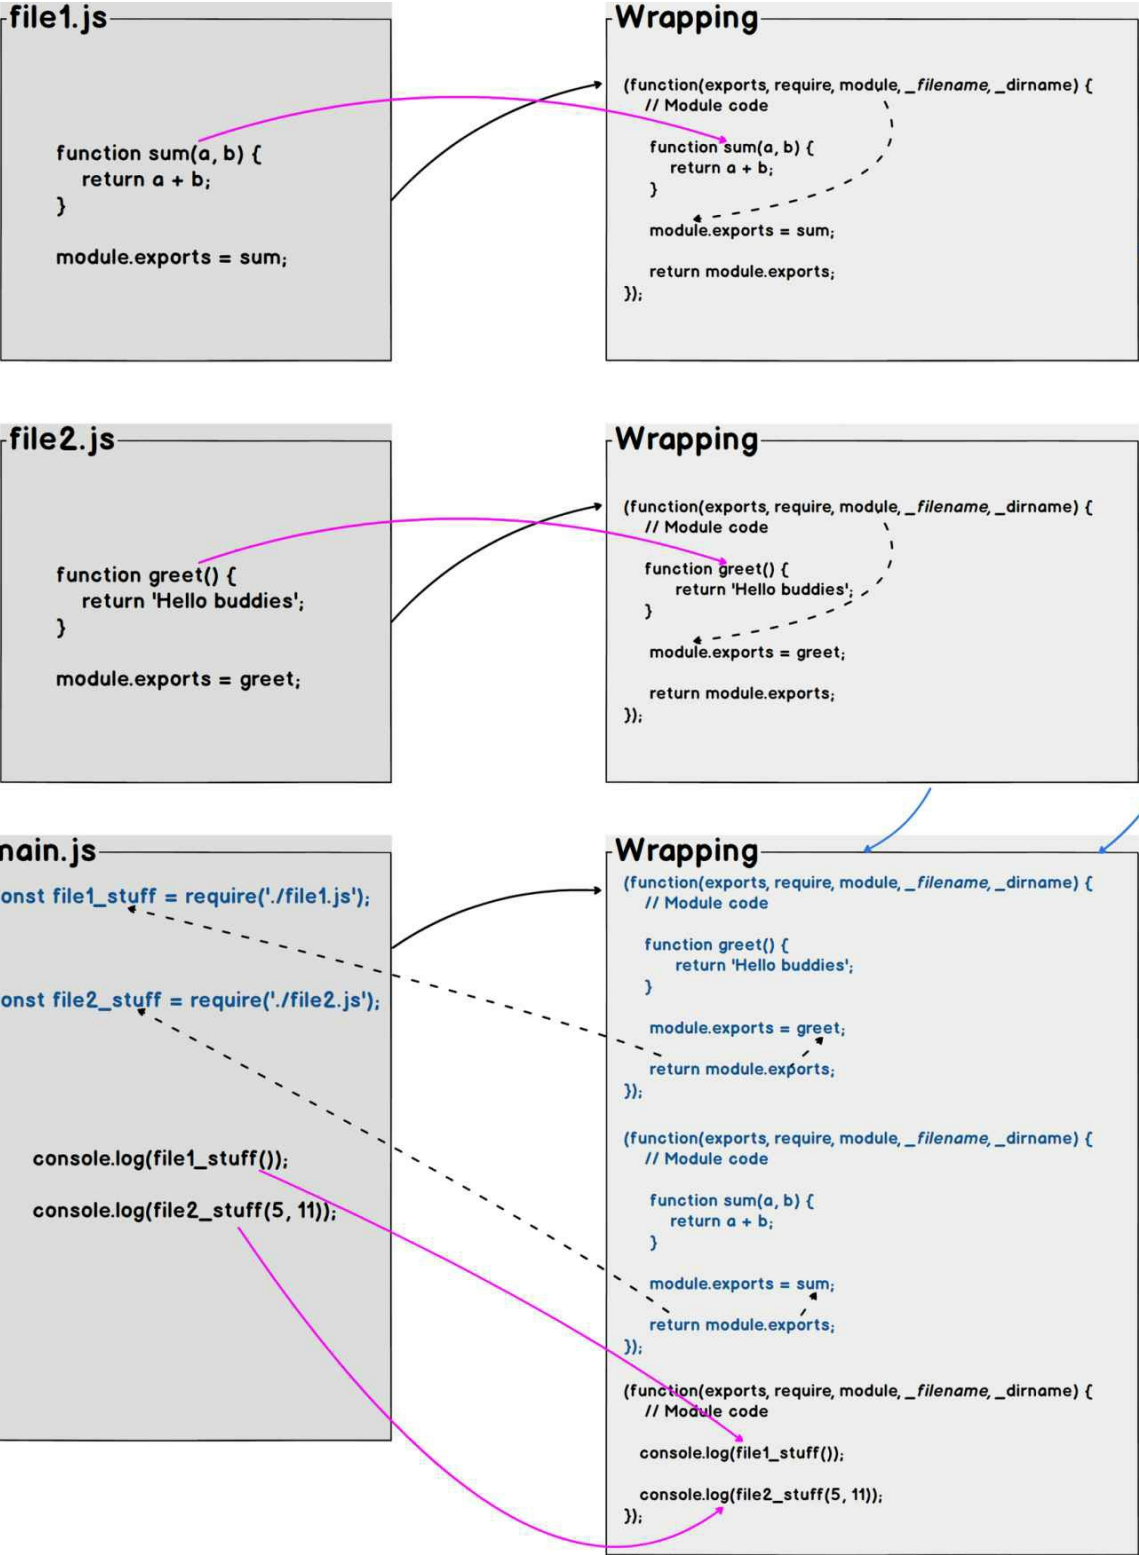 file1.js
function sum(a, b) {
return a + b;
}
module.exports = sum;
Wrapping
(function(exports, require, module, _filename, _dirname) {
// Module code
function sum(a, b) {
return a + b;
}
module.exports = sum;
return module.exports;
});
file2.js
function greet() {
return 'Hello buddies';
}
module.exports = greet;
Wrapping
(function(exports, require, module, _filename, _dirname) {
// Module code
function greet() {
return 'Hello buddies';
}
module.exports = greet;
return module.exports;
});
main.js
onst file1_stuff = require('./file1.js');
onst file2_stuff = require('./file2.js');
console.log(file1_stuff());
console.log(file2_stuff(5, 11));
Wrapping
(function(exports, require, module, _filename, _dirname) {
// Module code
function greet() {
return 'Hello buddies';
}
module.exports = greet;
return module.exports;
});
(function(exports, require, module, _filename, _dirname) {
// Module code
function sum(a, b) {
return a + b;
}
module.exports = sum;
return module.exports;
});
(function(exports, require, module, _filename, _dirname) {
// Module code
console.log(file1_stuff());
console.log(file2_stuff(5, 11));
});